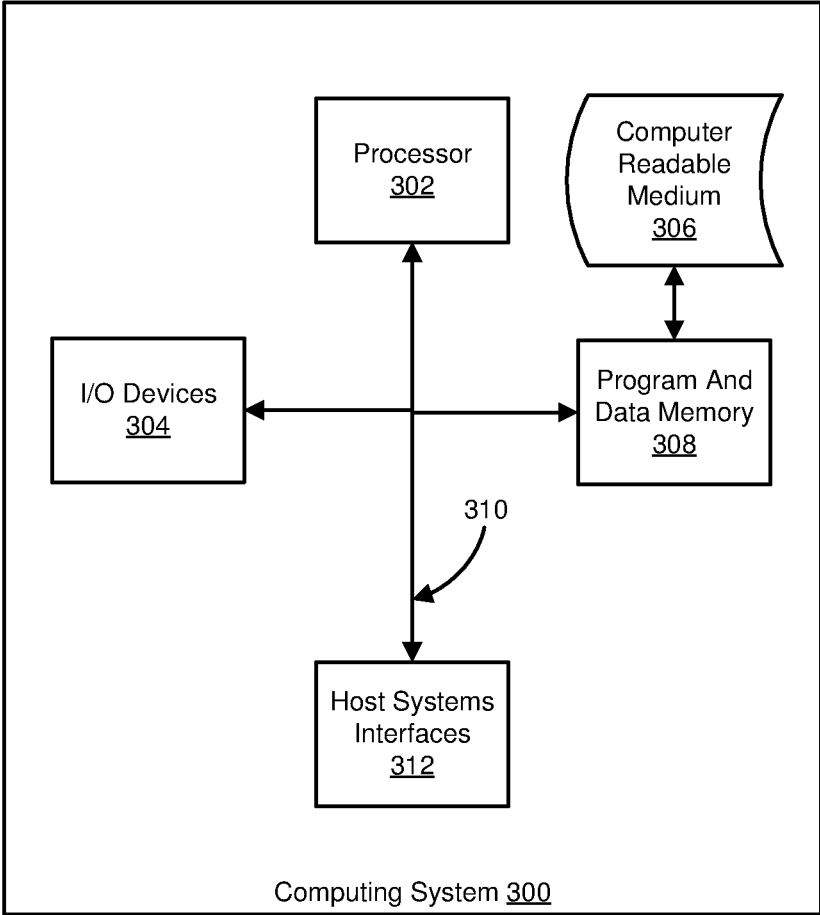 Processor
302
Computer
Readable
Medium
306
I/O Devices
304
Program And
Data Memory
308
310
Host Systems
Interfaces
312
Computing System 300